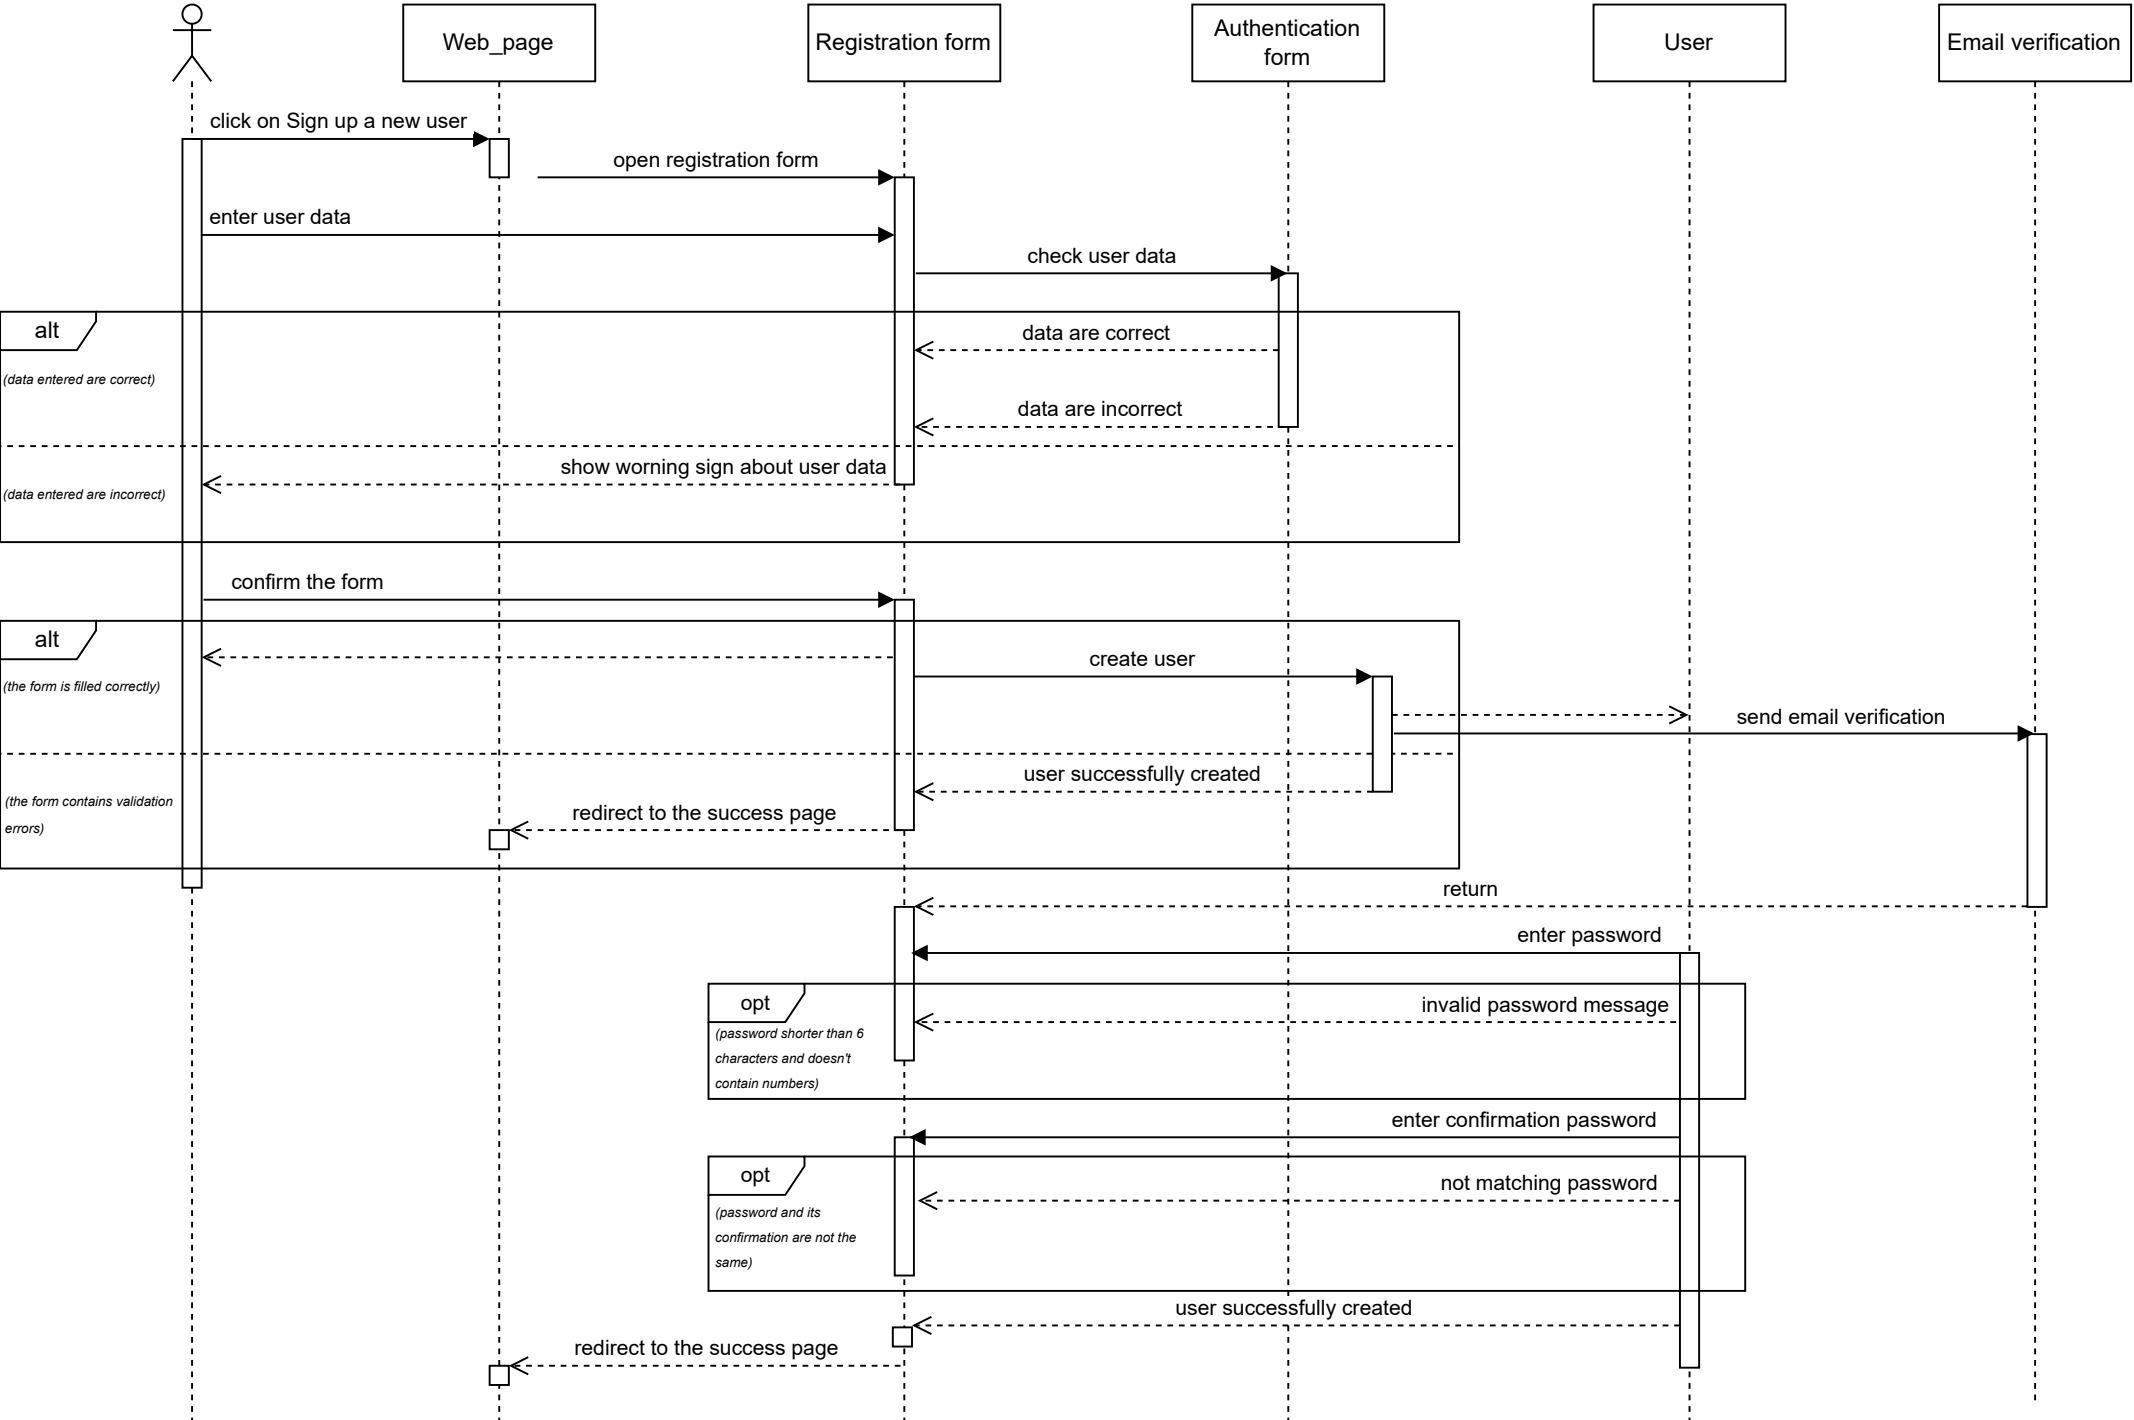 Web_page
Registration form
Authentication
form
User
Email verification
click on Sign up a new user
open registration form
enter user data
check user data
alt
data are correct
(data entered are correct)
data are incorrect
show worning sign about user data
(data entered are incorrect)
confirm the form
alt
create user
(the form is filled correctly)
send email verification
user successfully created
(the form contains validation
errors)
redirect to the success page
return
enter password
opt
invalid password message
(password shorter than 6
characters and doesn't
contain numbers)
enter confirmation password
opt
not matching password
(password and its
confirmation are not the
same)
user successfully created
redirect to the success page